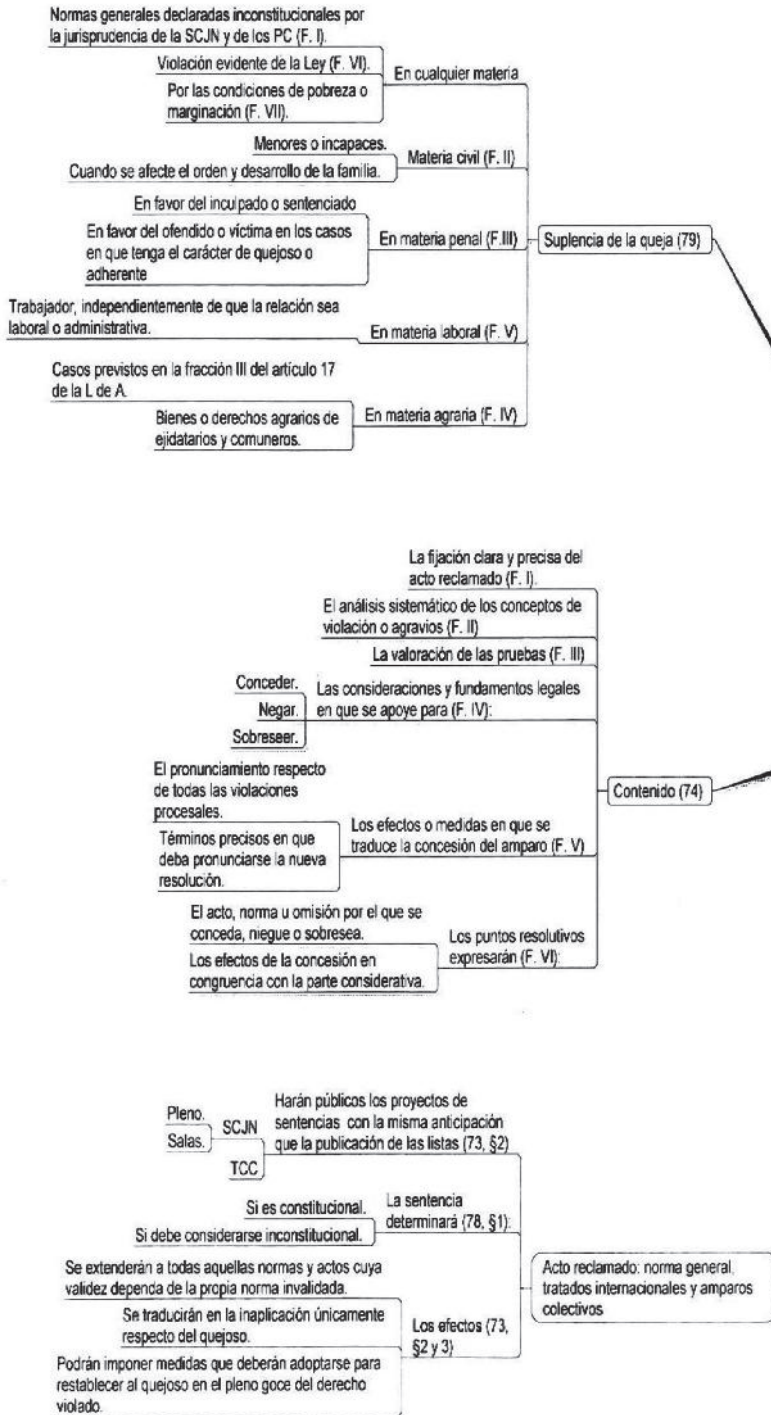 Normas generales declaradas inconstitucionales por
la jurisprudencia de la SCJN y de los PC (F. I).
Violación evidente de la Ley (F. VI).
Por las condiciones de pobreza o
marginación (F. VII).
En cualquier materia
Menores o incapaces.
Cuando se afecte el orden y desarrollo de la familia.
Materia civil (F. II)
En favor del inculpado o sentenciado
En favor del ofendido o víctima en los casos
en que tenga el carácter de quejoso o
adherente
En materia penal (F.III)
Suplencia de la queja (79)
Trabajador, independientemente de que la relación sea
laboral o administrativa.
En materia laboral (F. V)
Casos previstos en la fracción III del artículo 17
de la L de A.
Bienes o derechos agrarios de
ejidatarios y comuneros.
En materia agraria (F. IV)
La fijación clara y precisa del
acto reclamado (F. I).
El análisis sistemático de los conceptos de
violación o agravios (F. II)
La valoración de las pruebas (F. III)
Conceder.
Negar.
Sobreseer.
Las consideraciones y fundamentos legales
en que se apoye para (F. IV):
Contenido (74)
El pronunciamiento respecto
de todas las violaciones
procesales.
Términos precisos en que
deba pronunciarse la nueva
resolución.
Los efectos o medidas en que se
traduce la concesión del amparo (F. V)
El acto, norma u omisión por el que se
conceda, niegue o sobresea.
Los efectos de la concesión en
congruencia con la parte considerativa.
Los puntos resolutivos
expresarán (F. VI):
Pleno.
Salas.
SCJN
TCC
Harán públicos los proyectos de
sentencias con la misma anticipación
que la publicación de las listas (73, §2)
Si es constitucional.
Si debe considerarse inconstitucional.
La sentencia
determinará (78, §1):
Acto reclamado: norma general,
tratados internacionales y amparos
colectivos
Se extenderán a todas aquellas normas y actos cuya
validez dependa de la propia norma invalidada.
Se traducirán en la inaplicación únicamente
respecto del quejoso.
Podrán imponer medidas que deberán adoptarse para
restablecer al quejoso en el pleno goce del derecho
violado.
Los efectos (73,
§2 y 3)